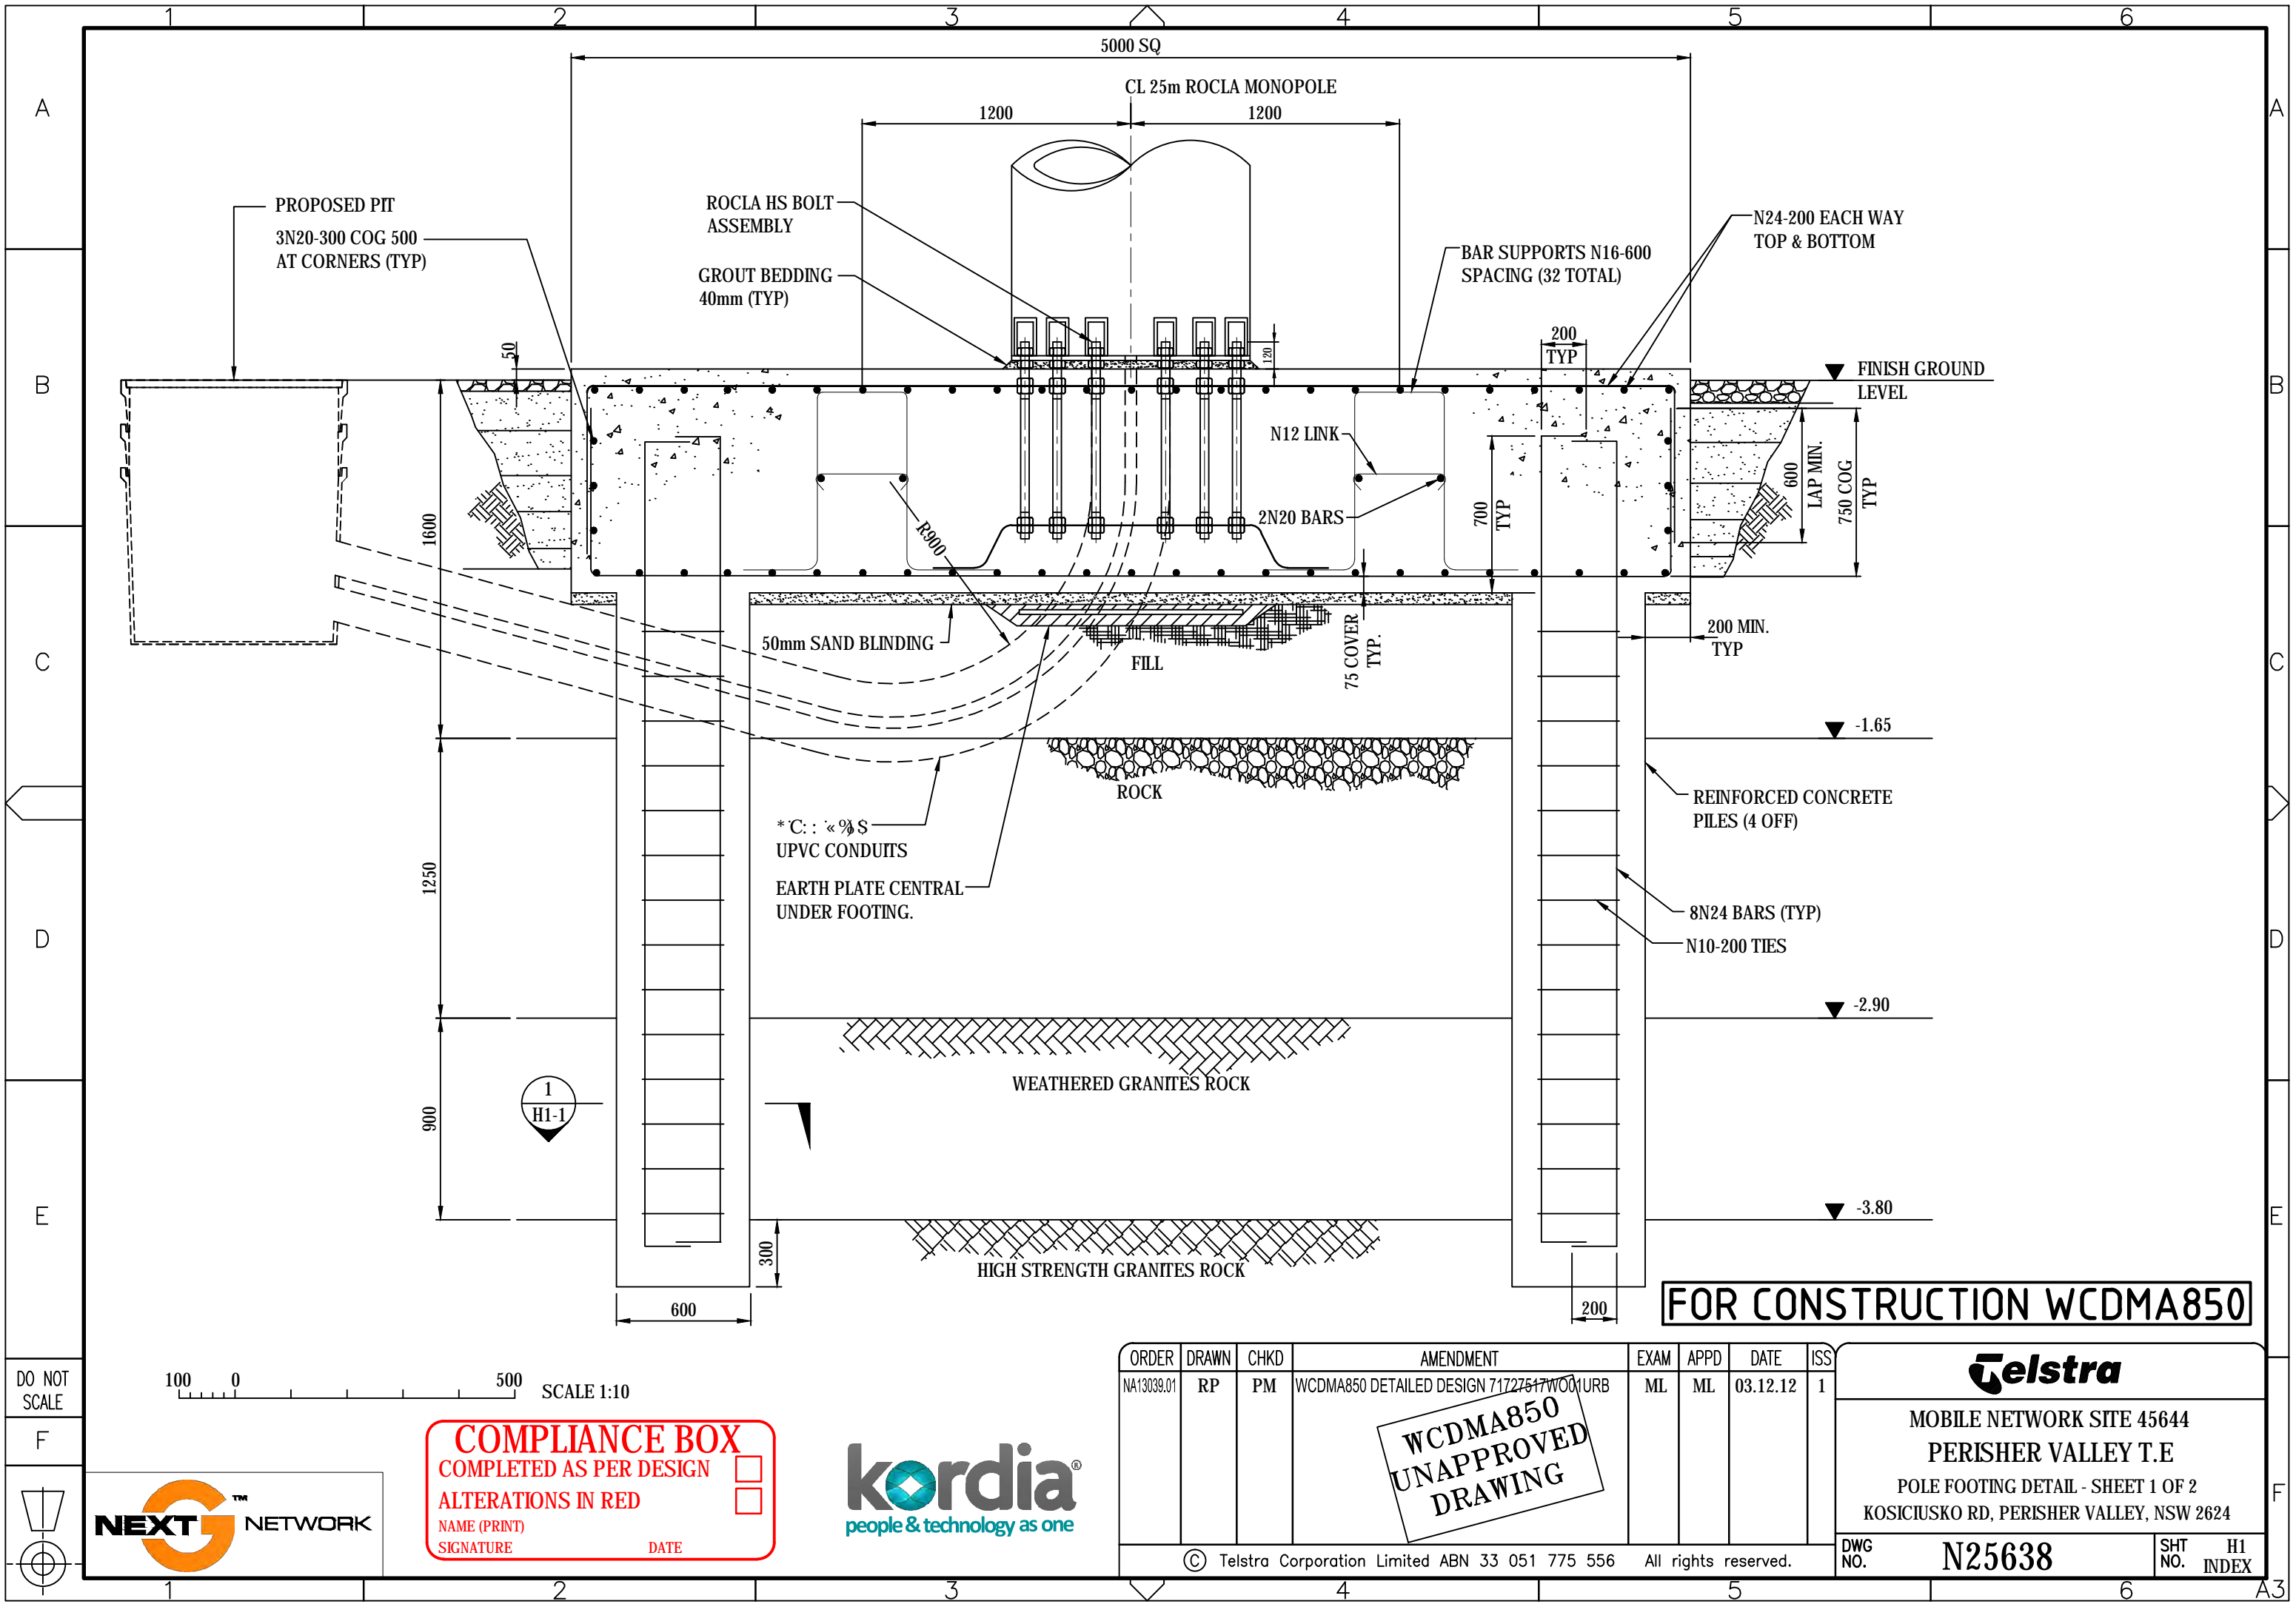 1 2 3 4 5 6
A
B
C
D
E
DO NOT
SCALE
F
A
B
C
D
E
F
5000 SQ
CL 25m ROCLA MONOPOLE
1200
1200
PROPOSED PIT
3N20-300 COG 500
AT CORNERS (TYP)
ROCLA HS BOLT
ASSEMBLY
GROUT BEDDING
40mm (TYP)
BAR SUPPORTS N16-600
SPACING (32 TOTAL)
N24-200 EACH WAY
TOP & BOTTOM
50
120
200
TYP
FINISH GROUND
LEVEL
N12 LINK
2N20 BARS
700
TYP
600
LAP MIN.
750 COG
TYP
1600
R900
50mm SAND BLINDING
FILL
75 COVER
TYP.
200 MIN.
TYP
-1.65
ROCK
REINFORCED CONCRETE
PILES (4 OFF)
UPVC CONDUITS
EARTH PLATE CENTRAL
UNDER FOOTING.
1250
8N24 BARS (TYP)
N10-200 TIES
-2.90
WEATHERED GRANITES ROCK
1
H1-1
900
-3.80
HIGH STRENGTH GRANITES ROCK
300
600
200
FOR CONSTRUCTION WCDMA850
100 0 500 SCALE 1:10
COMPLIANCE BOX
COMPLETED AS PER DESIGN
ALTERATIONS IN RED
NAME (PRINT)
SIGNATURE DATE
NEXT G ™ NETWORK
kordia®
people & technology as one
ORDER DRAWN CHKD AMENDMENT EXAM APPD DATE ISS
NA13039.01 RP PM WCDMA850 DETAILED DESIGN 71727517WO01URB ML ML 03.12.12 1
WCDMA850
UNAPPROVED
DRAWING
© Telstra Corporation Limited ABN 33 051 775 556 All rights reserved.
Telstra
MOBILE NETWORK SITE 45644
PERISHER VALLEY T.E
POLE FOOTING DETAIL - SHEET 1 OF 2
KOSICIUSKO RD, PERISHER VALLEY, NSW 2624
DWG
NO.
N25638
SHT
NO.
H1
INDEX
1 2 3 4 5 6
A3